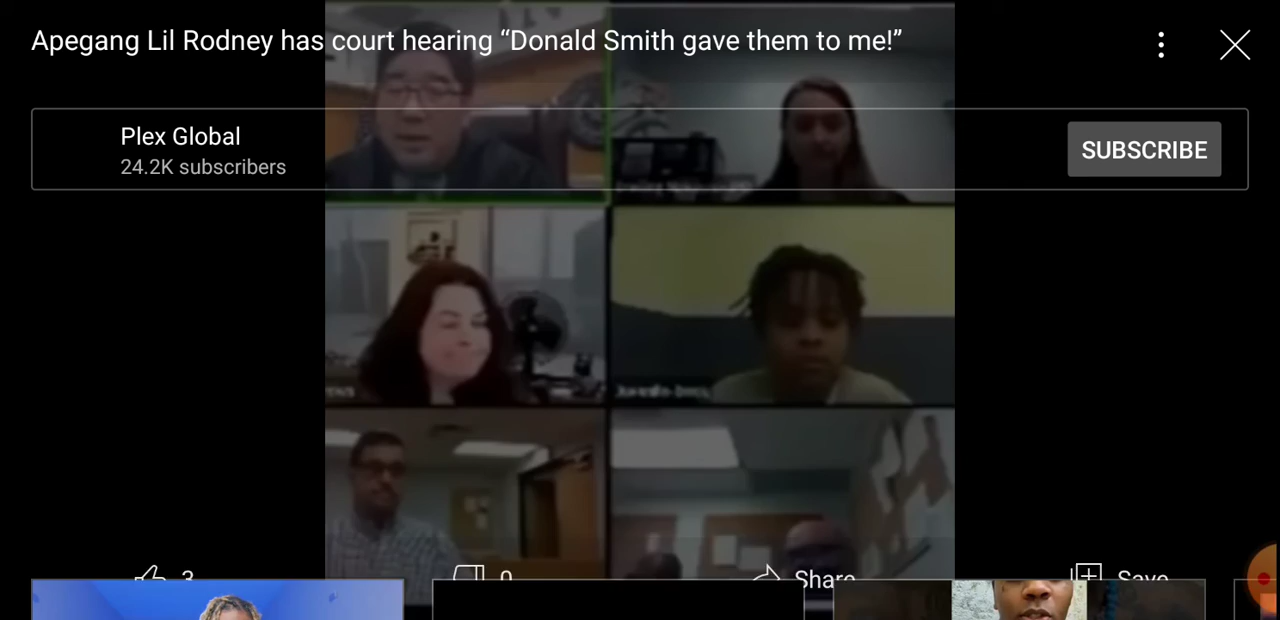 Apegang Lil Rodney has court hearing “Donald Smith gave them to me!”
Plex Global
24.2K subscribers
SUBSCRIBE
3
0
Share
Save